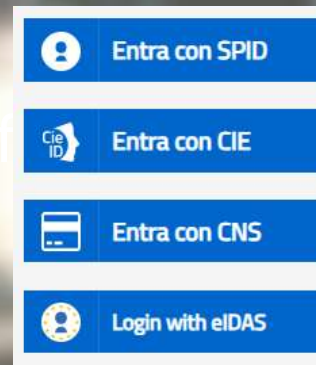 Entra con SPID
Cie
ID
Entra con CIE
Entra con CNS
Login with eIDAS